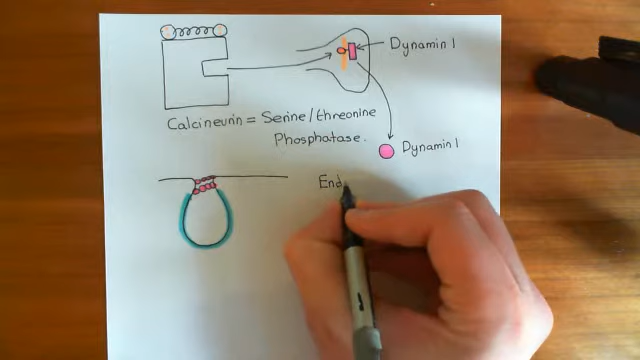 Dynamin 1
Calcineurin = Serine/threonine
Phosphatase.
Dynamin 1
End